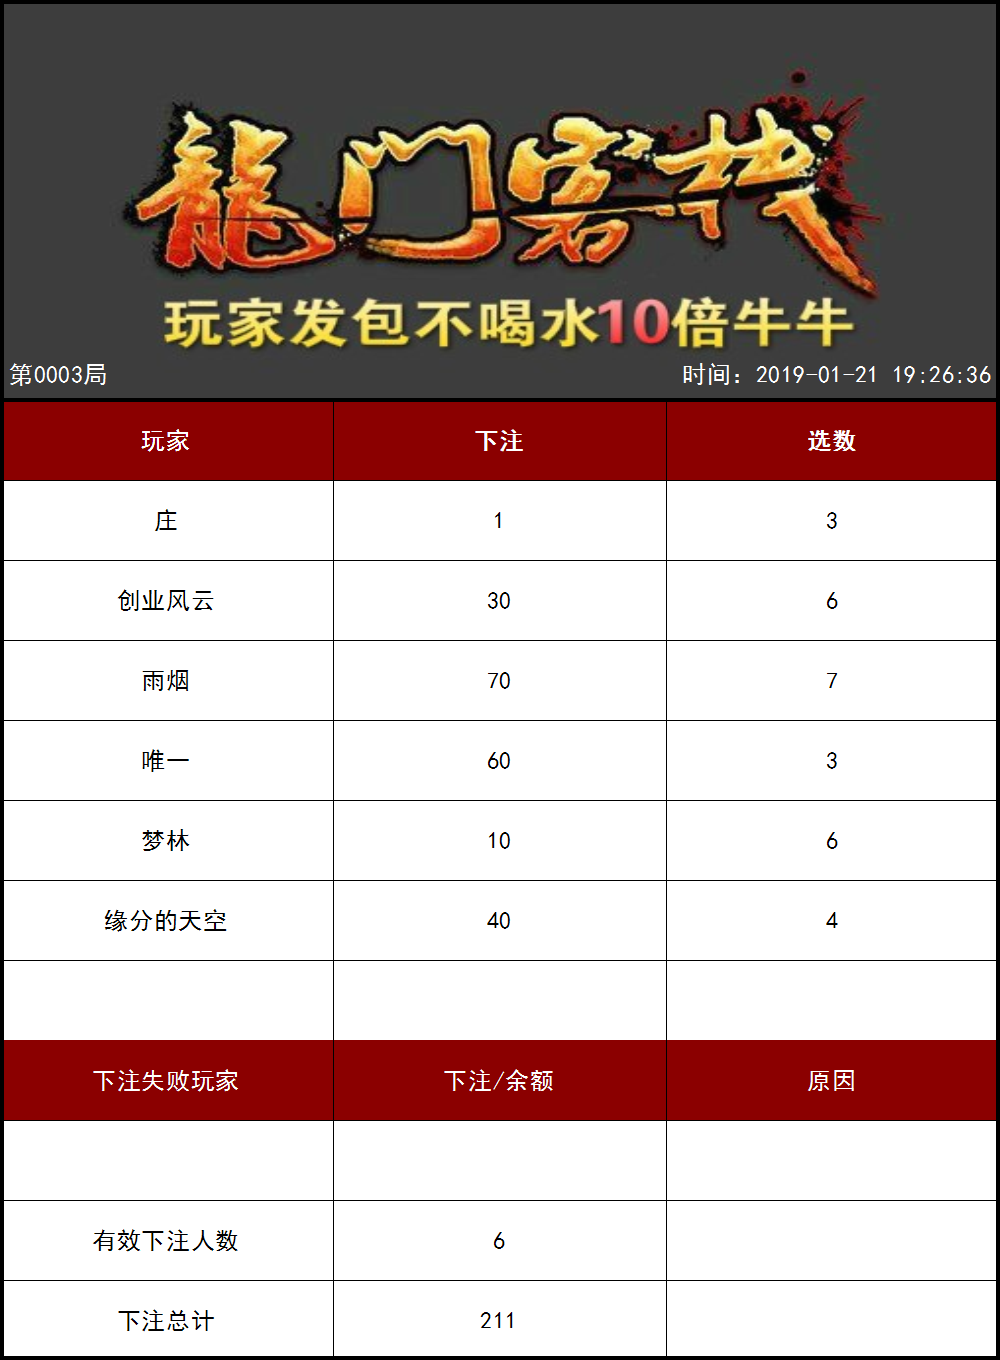 龍门客栈
玩家发包不喝水10倍牛牛
第0003局 时间：2019-01-21 19:26:36
玩家 下注 选数
庄 1 3
创业风云 30 6
雨烟 70 7
唯一 60 3
梦林 10 6
缘分的天空 40 4
下注失败玩家 下注/余额 原因
有效下注人数 6
下注总计 211